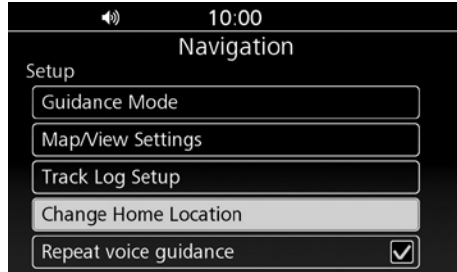 10:00
Navigation
Setup
Guidance Mode
Map/View Settings
Track Log Setup
Change Home Location
Repeat voice guidance